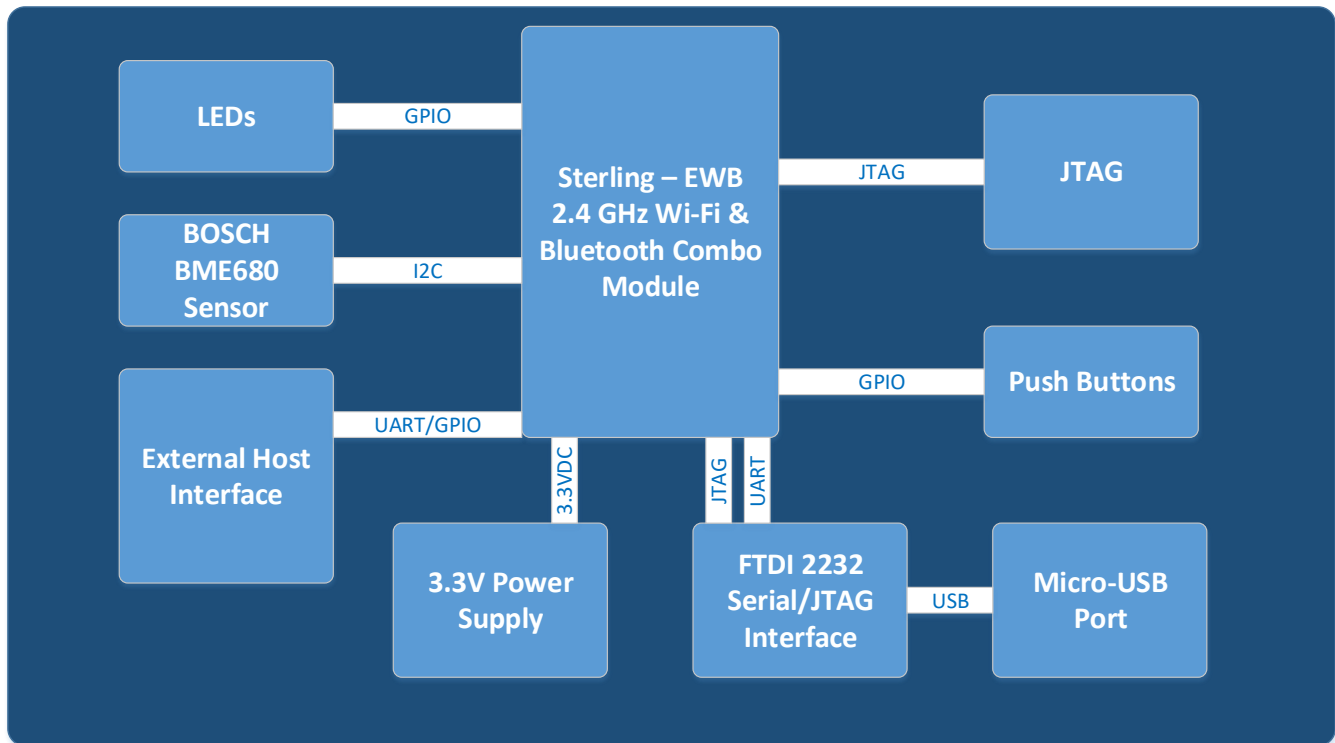 LEDs
GPIO
Sterling – EWB
2.4 GHz Wi-Fi &
Bluetooth Combo
Module
JTAG
JTAG
BOSCH
BME680
Sensor
I2C
GPIO
Push Buttons
External Host
Interface
UART/GPIO
3.3VDC
JTAG
UART
3.3V Power
Supply
FTDI 2232
Serial/JTAG
Interface
USB
Micro-USB
Port